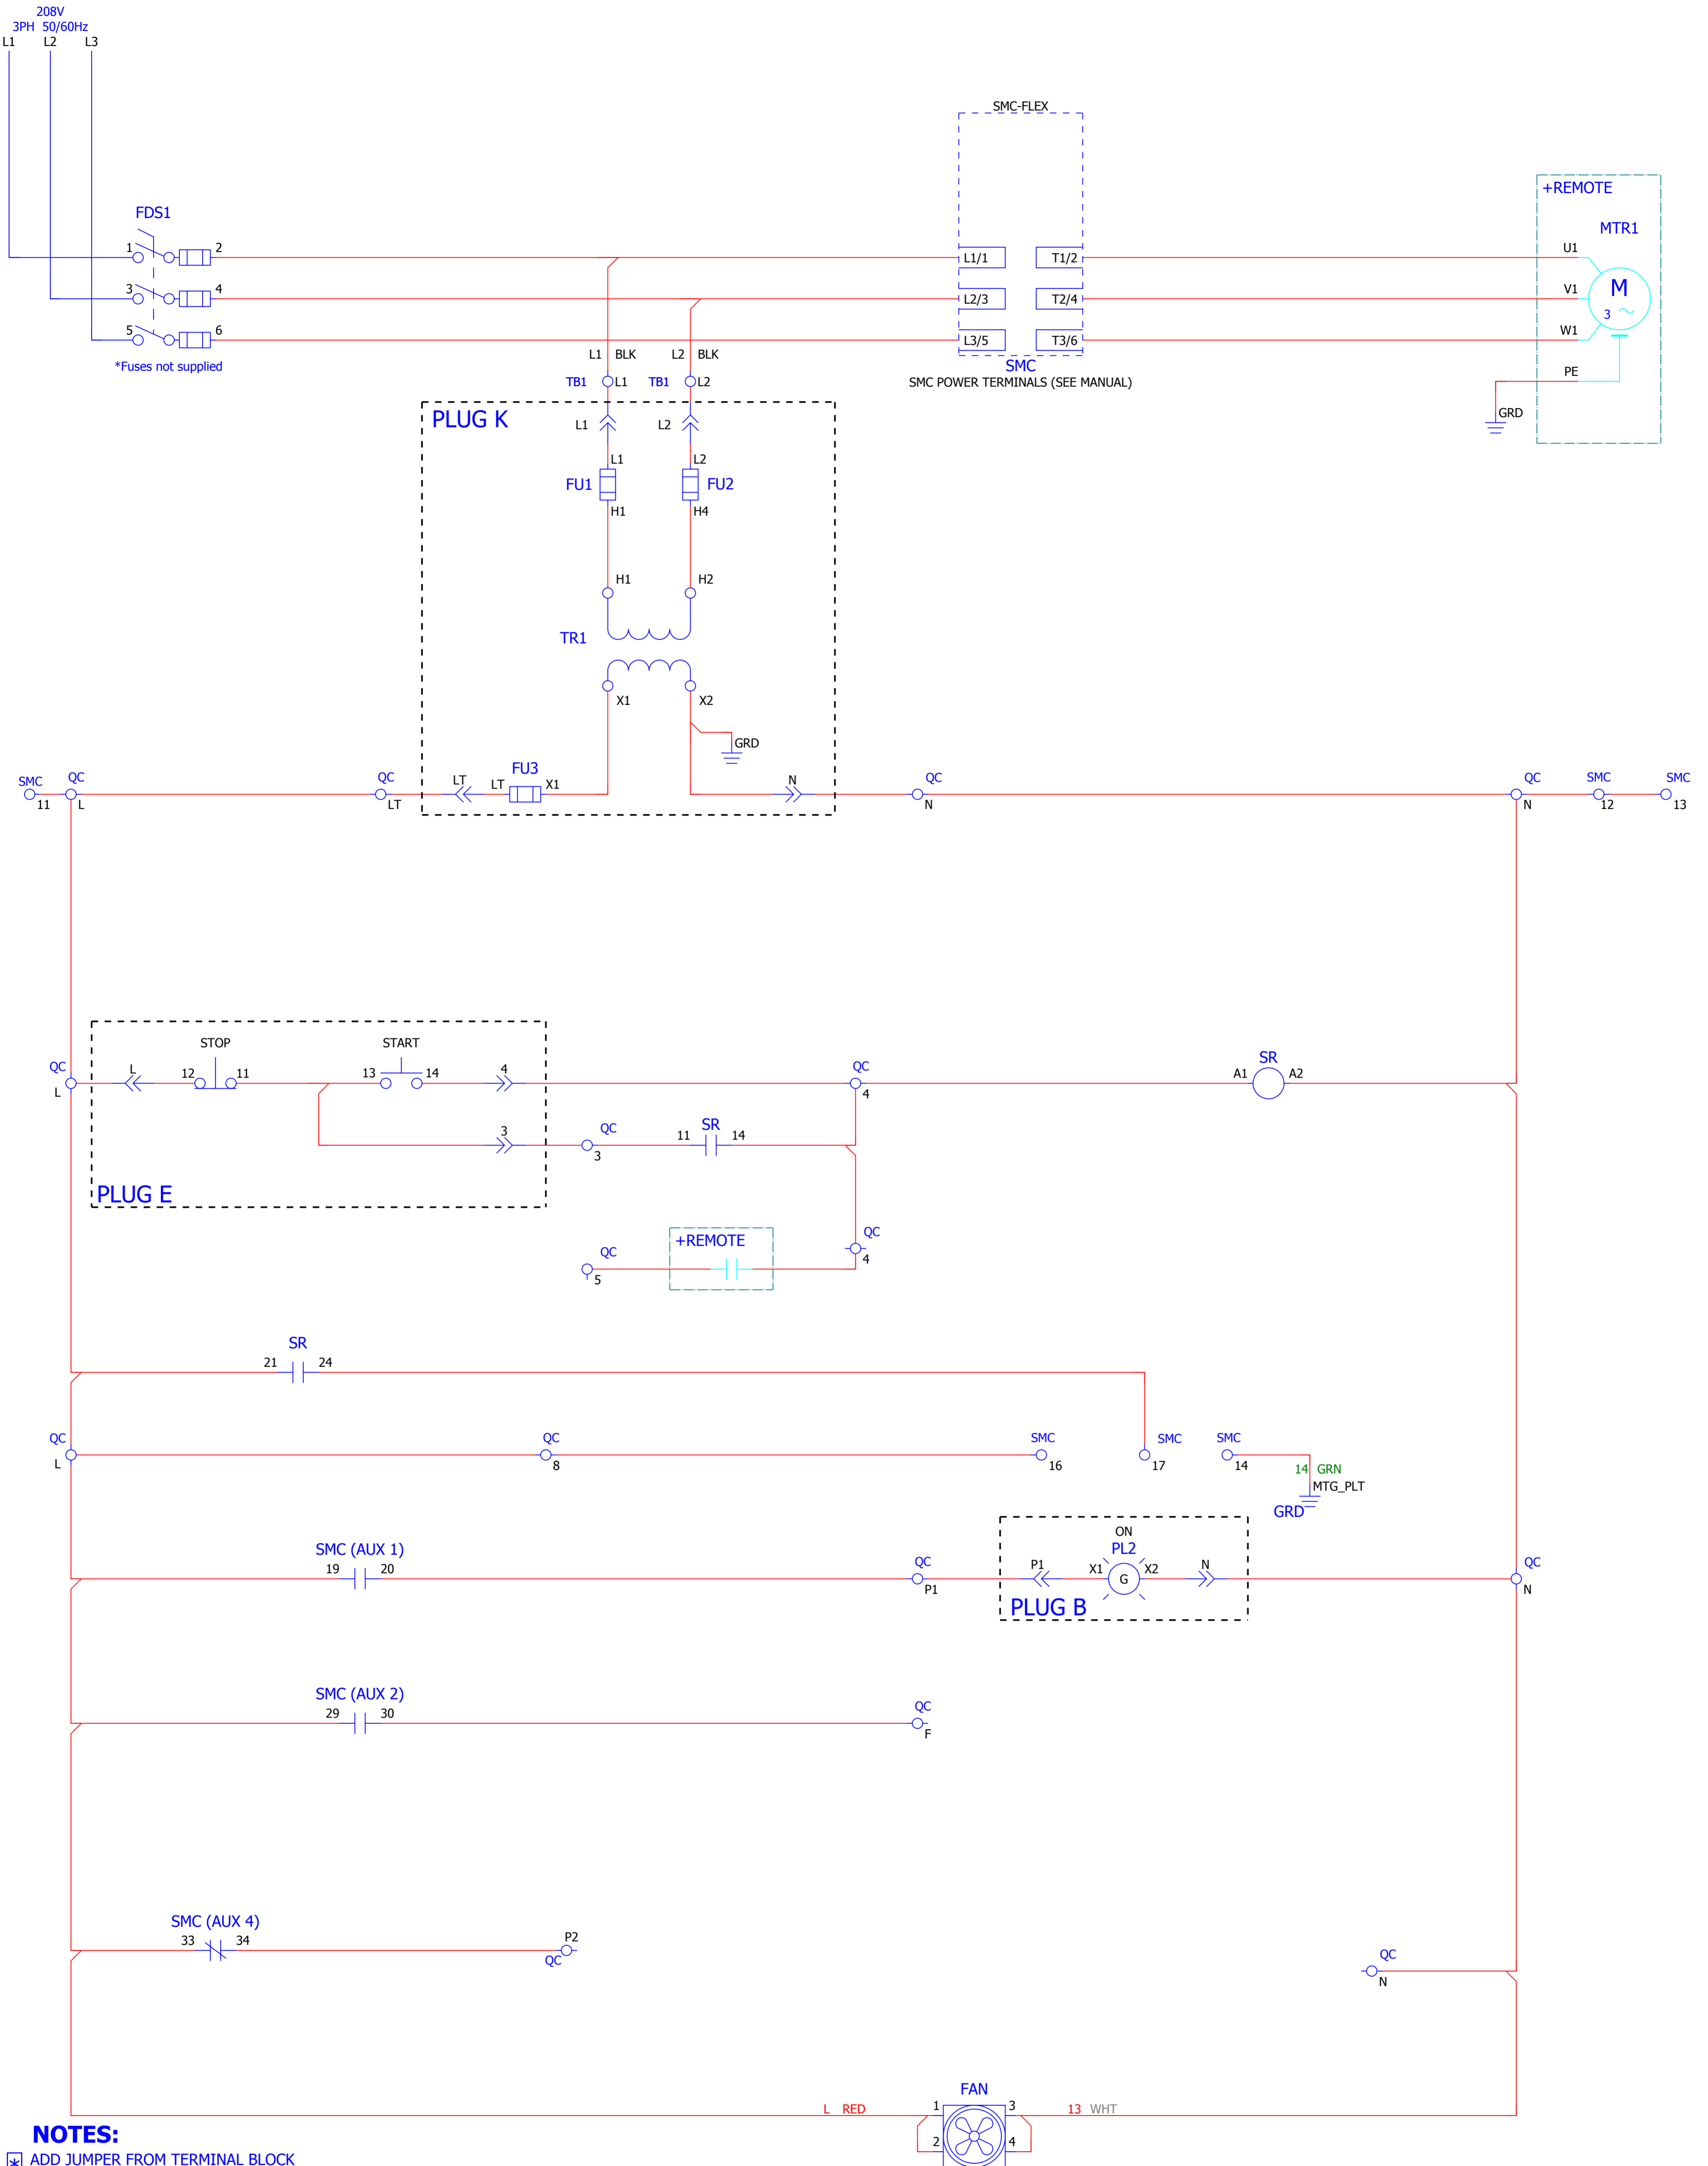 208V
3PH 50/60Hz
L1 L2 L3
SMC-FLEX
+REMOTE
FDS1
MTR1
1 2
L1/1 T1/2
U1
3 4
L2/3 T2/4
V1
M
3
5 6
L3/5 T3/6
W1
*Fuses not supplied
L1 BLK L2 BLK
SMC
PE
TB1 L1 TB1 L2
SMC POWER TERMINALS (SEE MANUAL)
PLUG K
L1 L2
GRD
L1 L2
FU1 FU2
H1 H4
H1 H2
TR1
X1 X2
GRD
SMC QC QC LT LT FU3 X1 N QC QC SMC SMC
11 L LT N N 12 13
STOP START
QC L 12 11 13 14 4 QC SR
L 4 A1 A2
3 QC 11 SR 14
3
PLUG E
QC +REMOTE QC
5 4
SR
21 24
QC QC SMC SMC SMC
L 8 16 17 14
14 GRN
MTG_PLT
GRD
ON
SMC (AUX 1) PL2
19 20 QC P1 X1 G X2 N QC
P1 N
PLUG B
SMC (AUX 2)
29 30 QC
F
SMC (AUX 4)
33 34 P2
QC
QC
N
FAN
L RED 1 3 13 WHT
2 4
NOTES:
* ADD JUMPER FROM TERMINAL BLOCK